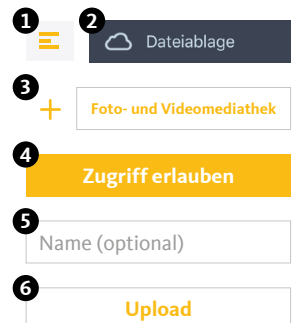 1 2 Dateiablage
3 + Foto- und Videomediathek
4
Zugriff erlauben
5
Name (optional)
6
Upload